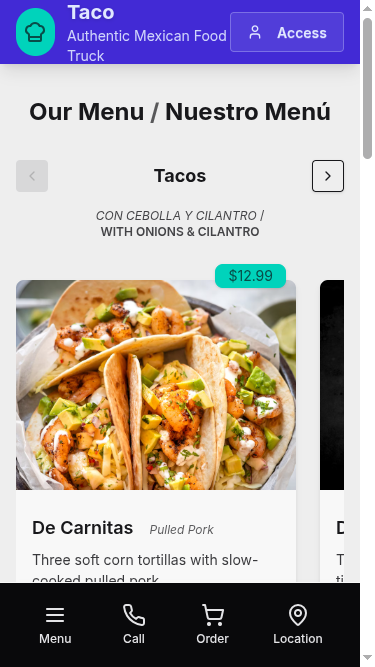 Taco
Authentic Mexican Food
Truck
Access
Our Menu / Nuestro Menú
Tacos
CON CEBOLLA Y CILANTRO /
WITH ONIONS & CILANTRO
$12.99
De Carnitas Pulled Pork
Three soft corn tortillas with slow-
cooked pulled pork
Menu Call Order Location